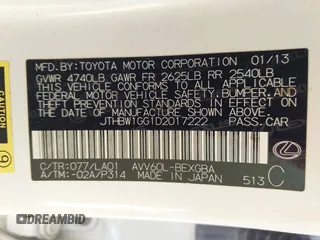 MFD.BY:TOYOTA MOTOR CORPORATION 01/13
GVWR 4740LB GAWR FR 2625LB RR 2540LB
THIS VEHICLE CONFORMS TO ALL APPLICABLE
FEDERAL MOTOR VEHICLE SAFETY, BUMPER, AND
THEFT PREVENTION STANDARDS IN EFFECT ON THE
DATE OF MANUFACTURE SHOWN ABOVE.
JTHBW1GG1D2017222 PASS.CAR
C/TR:077/LA01 AVV60L-BEXGBA
A/TM:-02A/P314 MADE IN JAPAN 513 C
CAUTION
DREAMBID